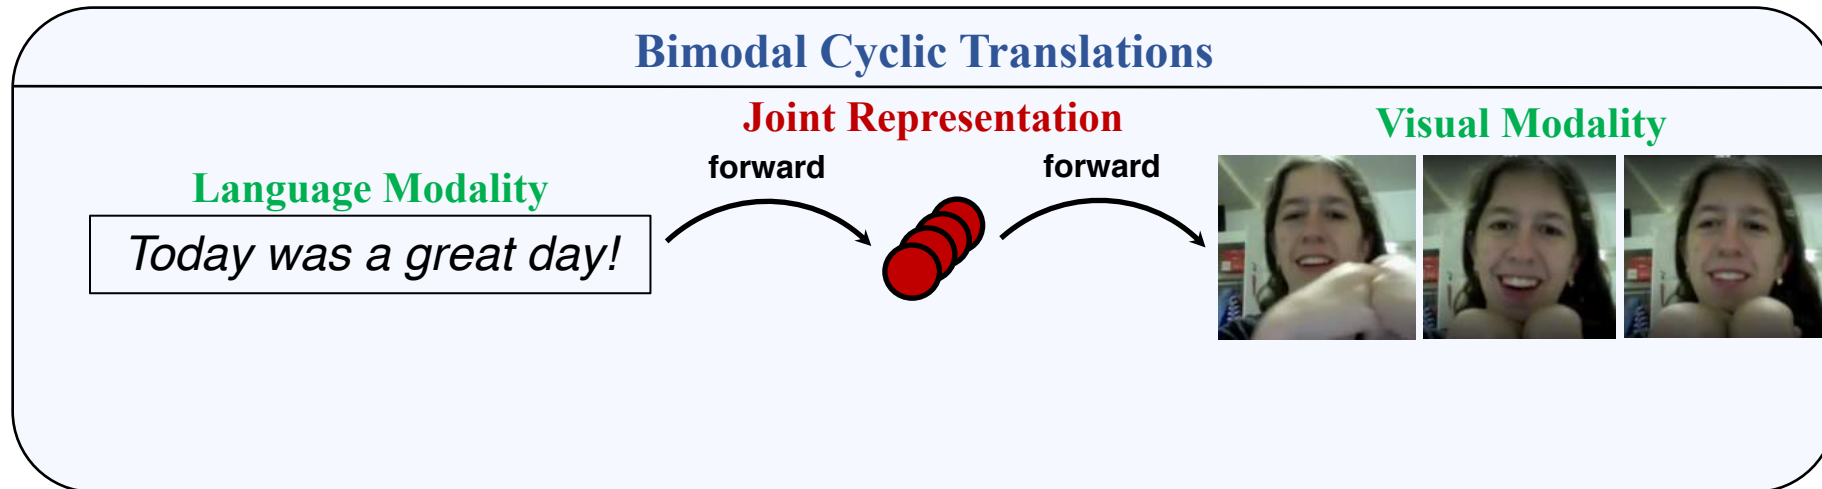 Bimodal Cyclic Translations
Joint Representation
Visual Modality
forward
forward
Language Modality
Today was a great day!